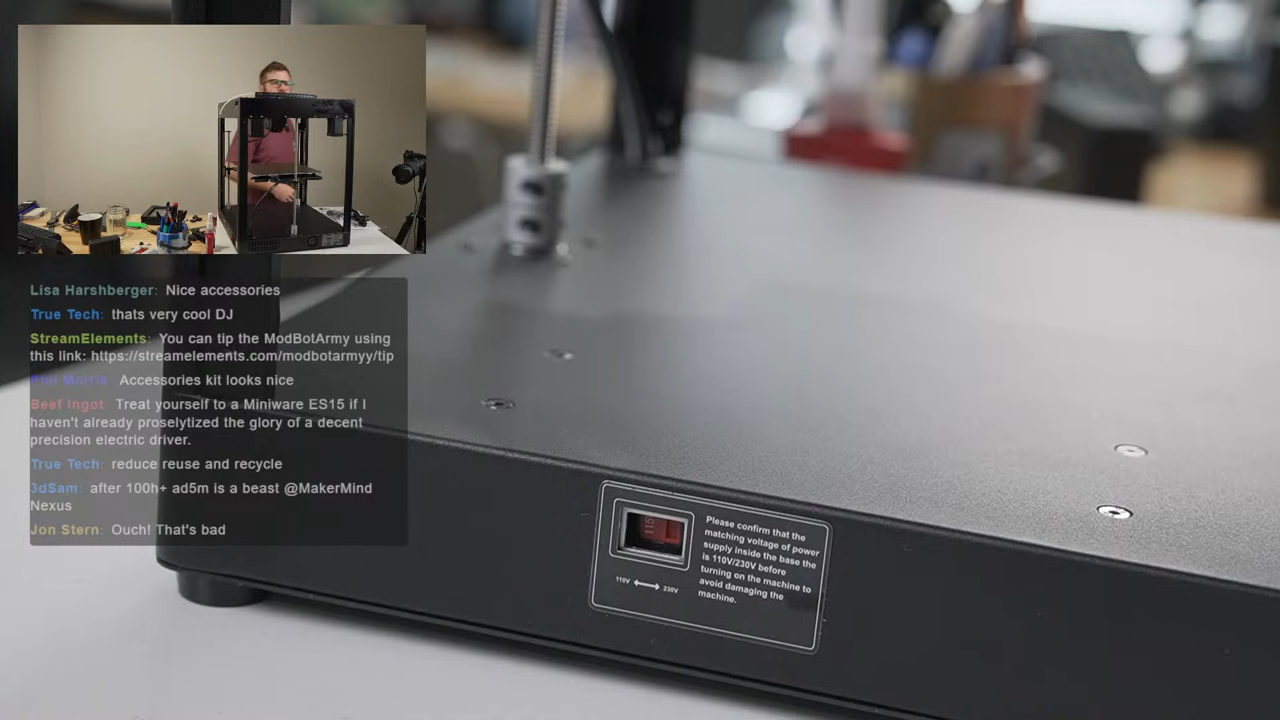 Lisa Harshberger: Nice accessories
True Tech: thats very cool DJ
StreamElements: You can tip the ModBotArmy using
this link: https://streamelements.com/modbotarmyy/tip
Accessories kit looks nice
Beef Ingot: Treat yourself to a Miniware ES15 if I
haven't already proselytized the glory of a decent
precision electric driver.
True Tech: reduce reuse and recycle
3dSam: after 100h+ ad5m is a beast @MakerMind
Nexus
Jon Stern: Ouch! That's bad
115
110V 230V
Please confirm that the
matching voltage of power
supply inside the base the
is 110V/230V before
turning on the machine to
avoid damaging the
machine.